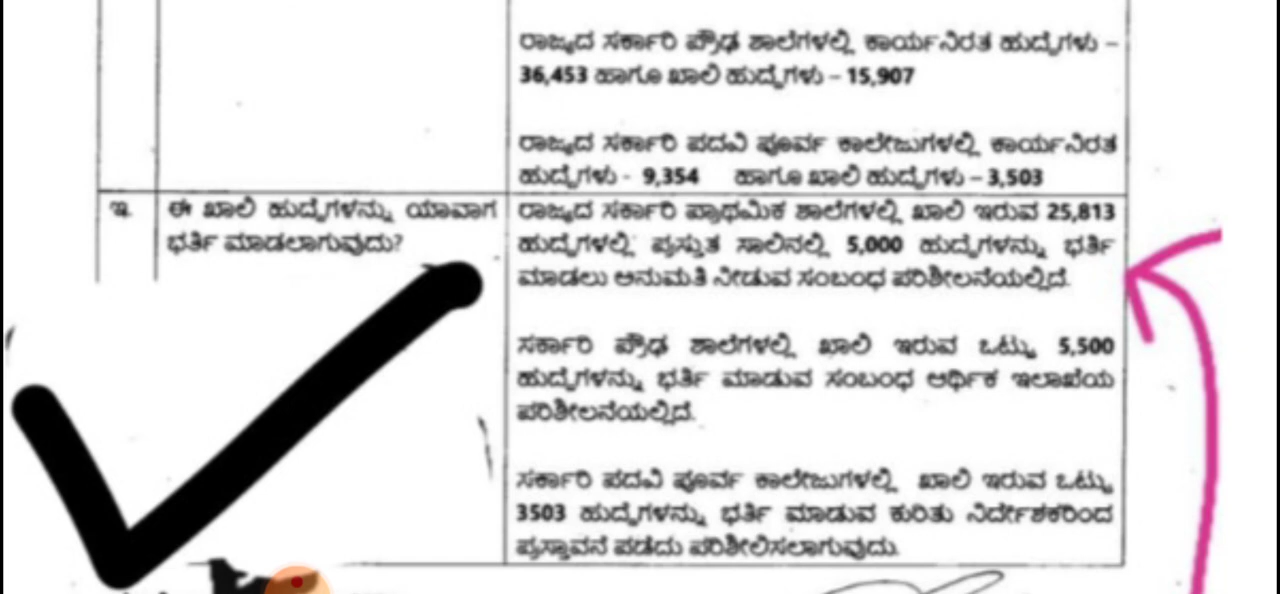 ರಾಜ್ಯದ ಸರ್ಕಾರಿ ಪ್ರೌಢ ಶಾಲೆಗಳಲ್ಲಿ ಕಾರ್ಯನಿರತ ಹುದ್ದೆಗಳು –
36,453 ಹಾಗೂ ಖಾಲಿ ಹುದ್ದೆಗಳು – 15,907
ರಾಜ್ಯದ ಸರ್ಕಾರಿ ಪದವಿ ಪೂರ್ವ ಕಾಲೇಜುಗಳಲ್ಲಿ ಕಾರ್ಯನಿರತ
ಹುದ್ದೆಗಳು - 9,354 ಹಾಗೂ ಖಾಲಿ ಹುದ್ದೆಗಳು – 3,503
ಇ. ಈ ಖಾಲಿ ಹುದ್ದೆಗಳನ್ನು ಯಾವಾಗ
ಭರ್ತಿ ಮಾಡಲಾಗುವುದು?
ರಾಜ್ಯದ ಸರ್ಕಾರಿ ಪ್ರಾಥಮಿಕ ಶಾಲೆಗಳಲ್ಲಿ ಖಾಲಿ ಇರುವ 25,813
ಹುದ್ದೆಗಳಲ್ಲಿ ಪ್ರಸ್ತುತ ಸಾಲಿನಲ್ಲಿ 5,000 ಹುದ್ದೆಗಳನ್ನು ಭರ್ತಿ
ಮಾಡಲು ಅನುಮತಿ ನೀಡುವ ಸಂಬಂಧ ಪರಿಶೀಲನೆಯಲ್ಲಿದೆ.
ಸರ್ಕಾರಿ ಪ್ರೌಢ ಶಾಲೆಗಳಲ್ಲಿ ಖಾಲಿ ಇರುವ ಒಟ್ಟು 5,500
ಹುದ್ದೆಗಳನ್ನು ಭರ್ತಿ ಮಾಡುವ ಸಂಬಂಧ ಆರ್ಥಿಕ ಇಲಾಖೆಯ
ಪರಿಶೀಲನೆಯಲ್ಲಿದೆ.
ಸರ್ಕಾರಿ ಪದವಿ ಪೂರ್ವ ಕಾಲೇಜುಗಳಲ್ಲಿ ಖಾಲಿ ಇರುವ ಒಟ್ಟು
3503 ಹುದ್ದೆಗಳನ್ನು ಭರ್ತಿ ಮಾಡುವ ಕುರಿತು ನಿರ್ದೇಶಕರಿಂದ
ಪ್ರಸ್ತಾವನೆ ಪಡೆದು ಪರಿಶೀಲಿಸಲಾಗುವುದು.